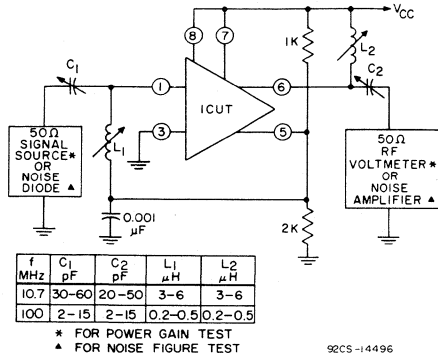 VCC
8
7
1K
L2
C1
C2
1
6
ICUT
3
5
L1
50Ω
SIGNAL
SOURCE*
OR
NOISE
DIODE ▲
50Ω
RF
VOLTMETER*
OR
NOISE
AMPLIFIER ▲
0.001
μF
2K
f MHz C1 pF C2 pF L1 μH L2 μH
10.7 30-60 20-50 3-6 3-6
100 2-15 2-15 0.2-0.5 0.2-0.5
* FOR POWER GAIN TEST
▲ FOR NOISE FIGURE TEST
92CS-14496